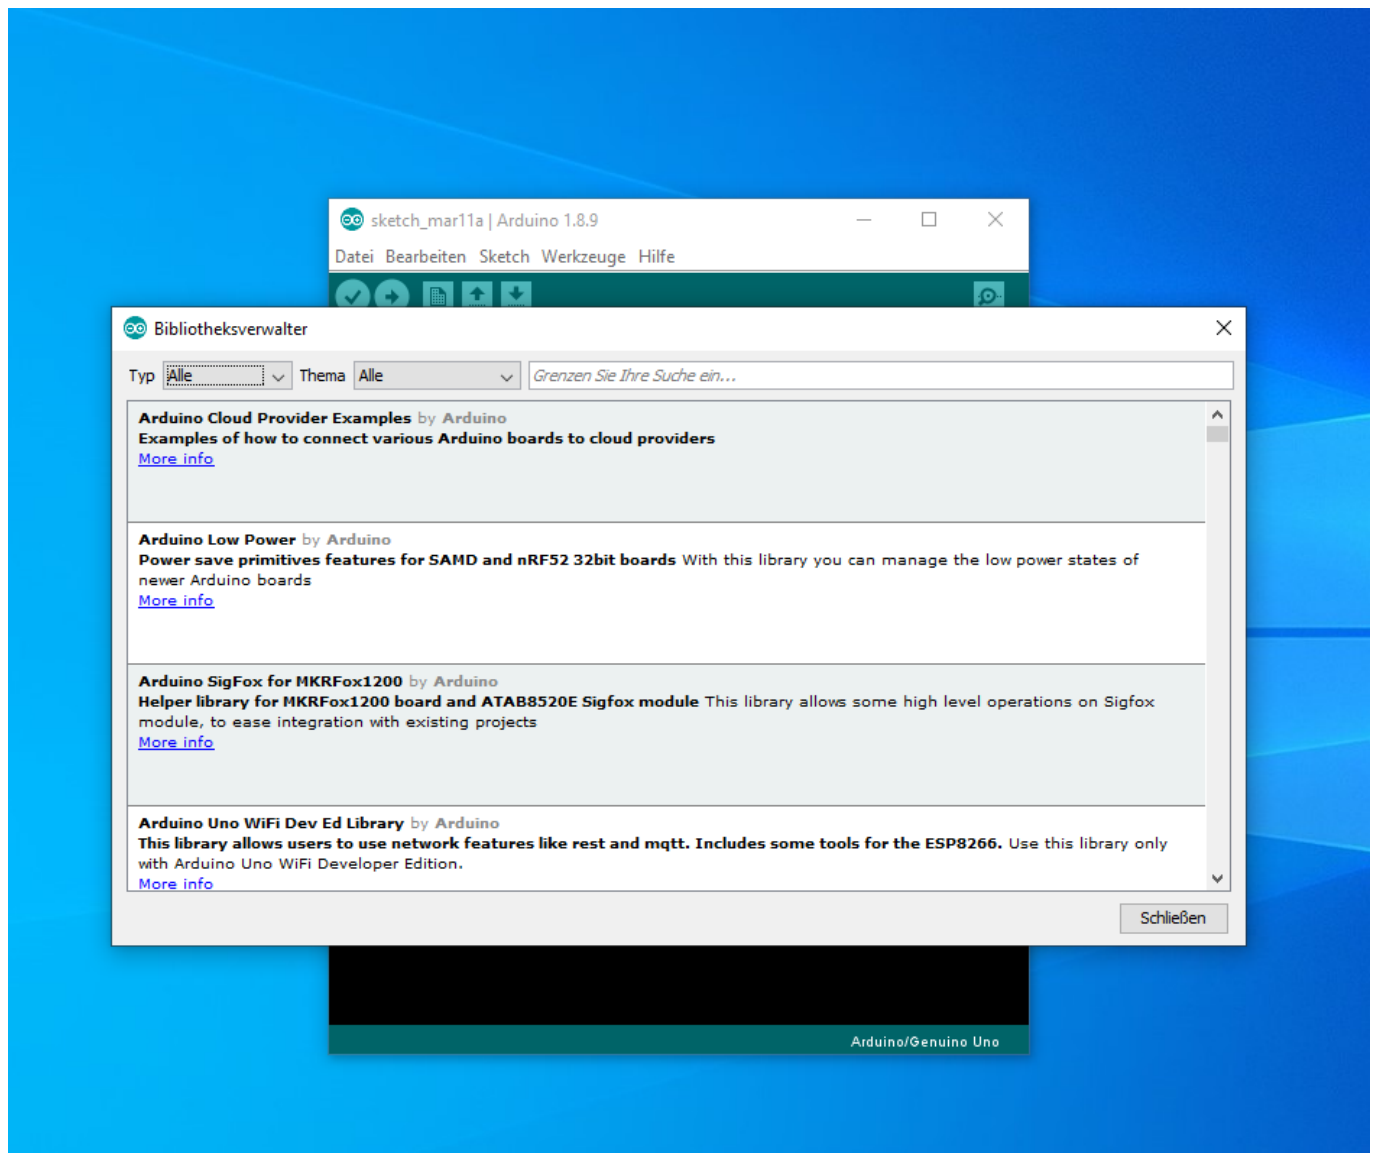 sketch_mar11a | Arduino 1.8.9
Datei Bearbeiten Sketch Werkzeuge Hilfe
Bibliotheksverwalter
Typ Alle Thema Alle Grenzen Sie Ihre Suche ein...
Arduino Cloud Provider Examples by Arduino
Examples of how to connect various Arduino boards to cloud providers
More info
Arduino Low Power by Arduino
Power save primitives features for SAMD and nRF52 32bit boards With this library you can manage the low power states of
newer Arduino boards
More info
Arduino SigFox for MKRFox1200 by Arduino
Helper library for MKRFox1200 board and ATAB8520E Sigfox module This library allows some high level operations on Sigfox
module, to ease integration with existing projects
More info
Arduino Uno WiFi Dev Ed Library by Arduino
This library allows users to use network features like rest and mqtt. Includes some tools for the ESP8266. Use this library only
with Arduino Uno WiFi Developer Edition.
More info
Schließen
Arduino/Genuino Uno